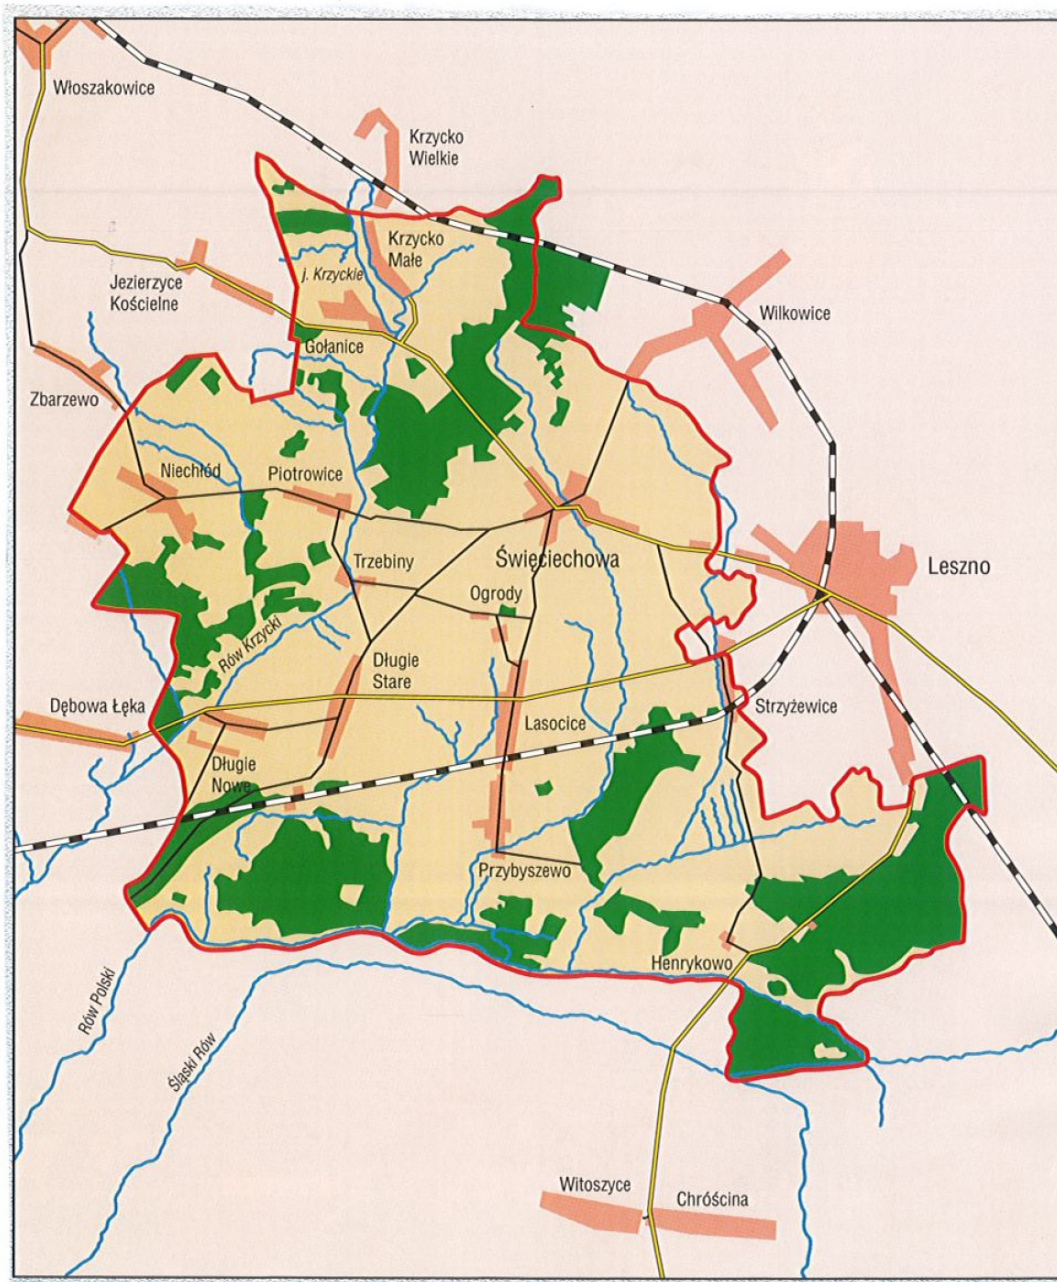 Włoszakowice
Krzycko
Wielkie
Krzycko
Małe
j. Krzyckie
Jezierzyce
Kościelne
Wilkowice
Gołanice
Zbarzewo
Niechłód
Piotrowice
Święciechowa
Leszno
Trzebiny
Ogrody
Rów Krzycki
Długie
Stare
Dębowa Łęka
Strzyżewice
Lasocice
Długie
Nowe
Przybyszewo
Henrykowo
Rów Polski
Śląski Rów
Witoszyce
Chróścina